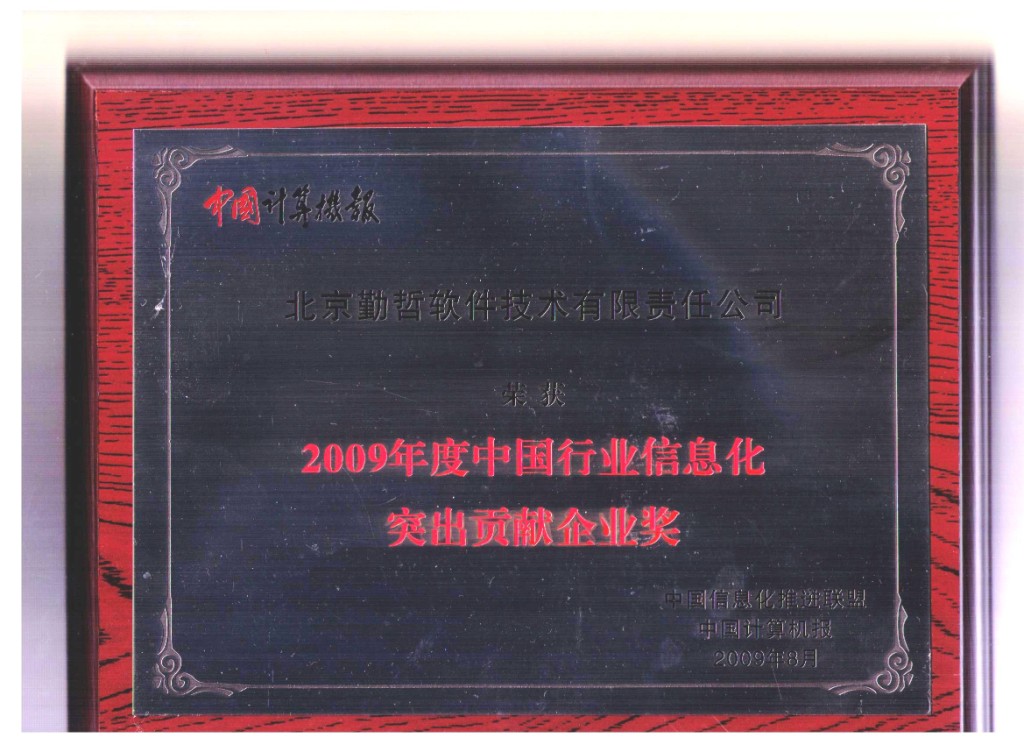 中国计算機報
北京勤哲软件技术有限责任公司
荣获
2009年度中国行业信息化
突出贡献企业奖
中国信息化推进联盟
中国计算机报
2009年8月